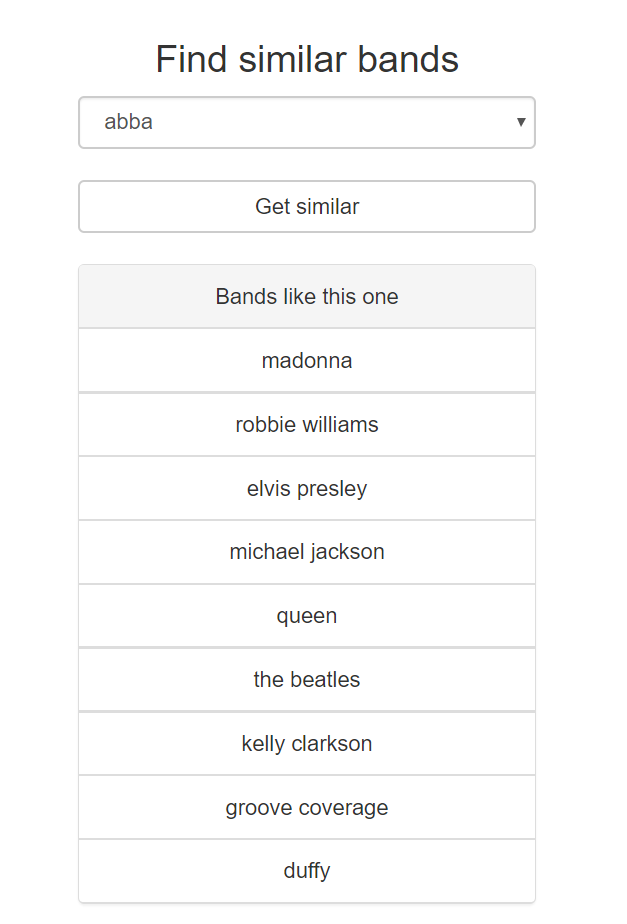 Find similar bands
abba
Get similar
Bands like this one
madonna
robbie williams
elvis presley
michael jackson
queen
the beatles
kelly clarkson
groove coverage
duffy